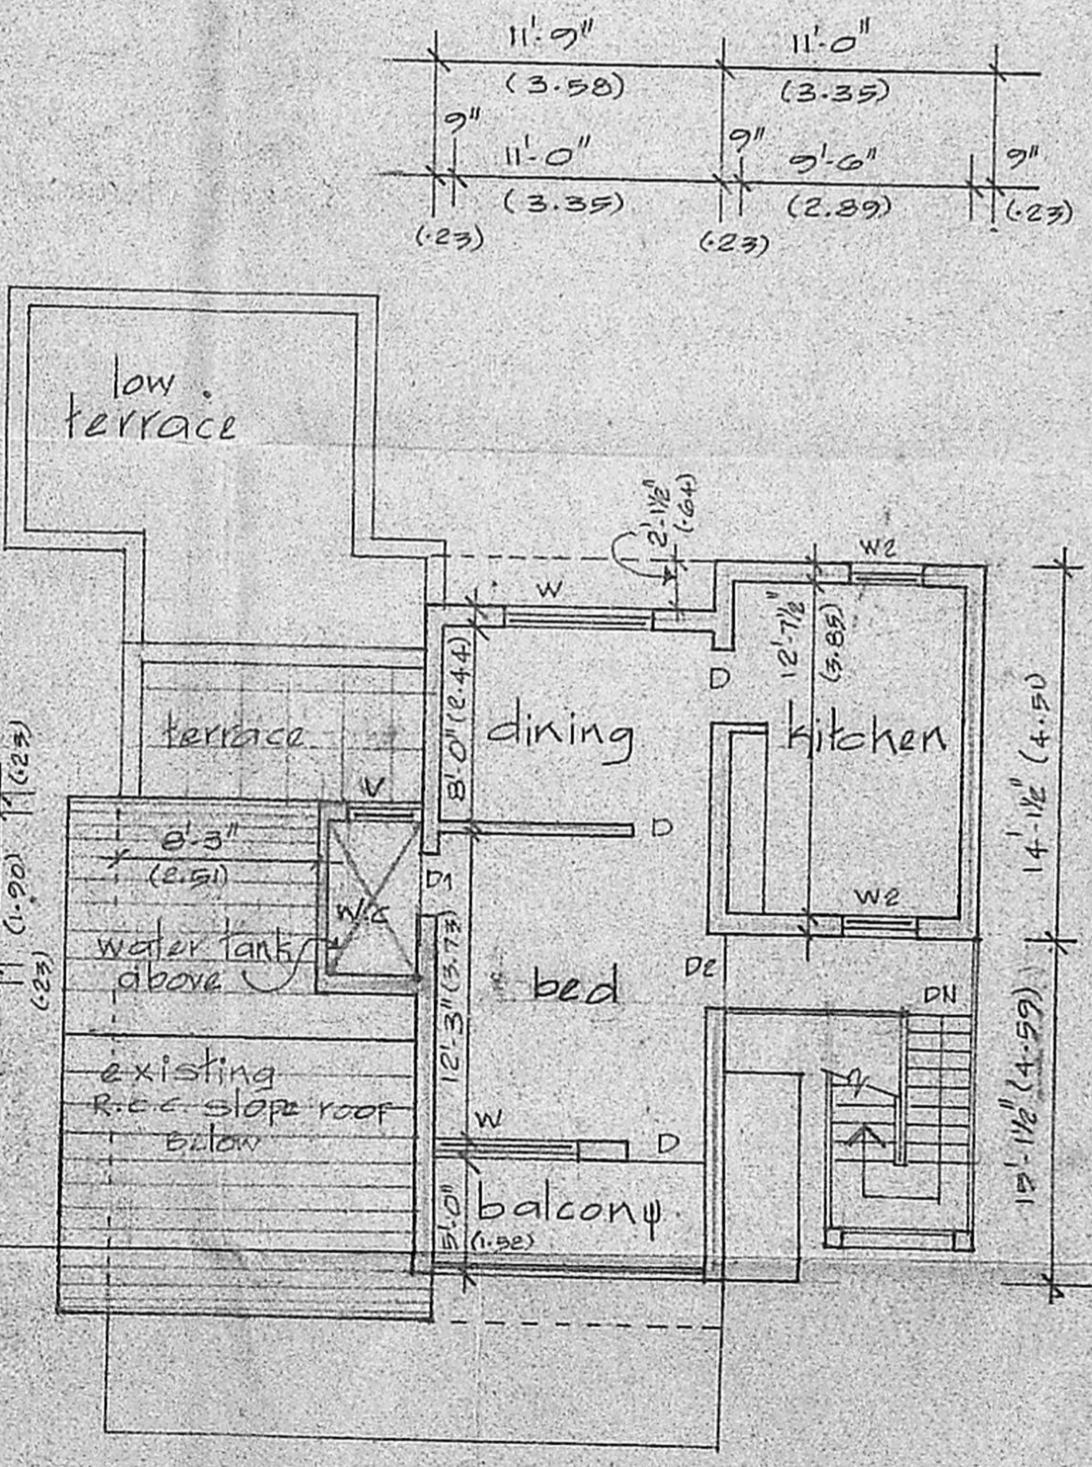 11'-9" 11'-0"
(3.58) (3.35)
9" 11'-0" 9" 9'-6" 9"
(3.35) (2.89) (.23)
(.23) (.23)
low
terrace
2'-1½"
(.64)
W
W2
12'-7½"
(3.85)
8'-0" (2.44)
dining
D
kitchen
terrace
V
D
8'-3"
(2.51)
D1
W.C
water tank
above
W2
14'-1½" (4.51)
(1.90)
(.23)
(.23)
12'-3" (3.73)
bed
D2
DN
existing
R.C.C. slope roof
below
W
D
15'-1½" (4.59)
5'-0"
(1.52)
balcony